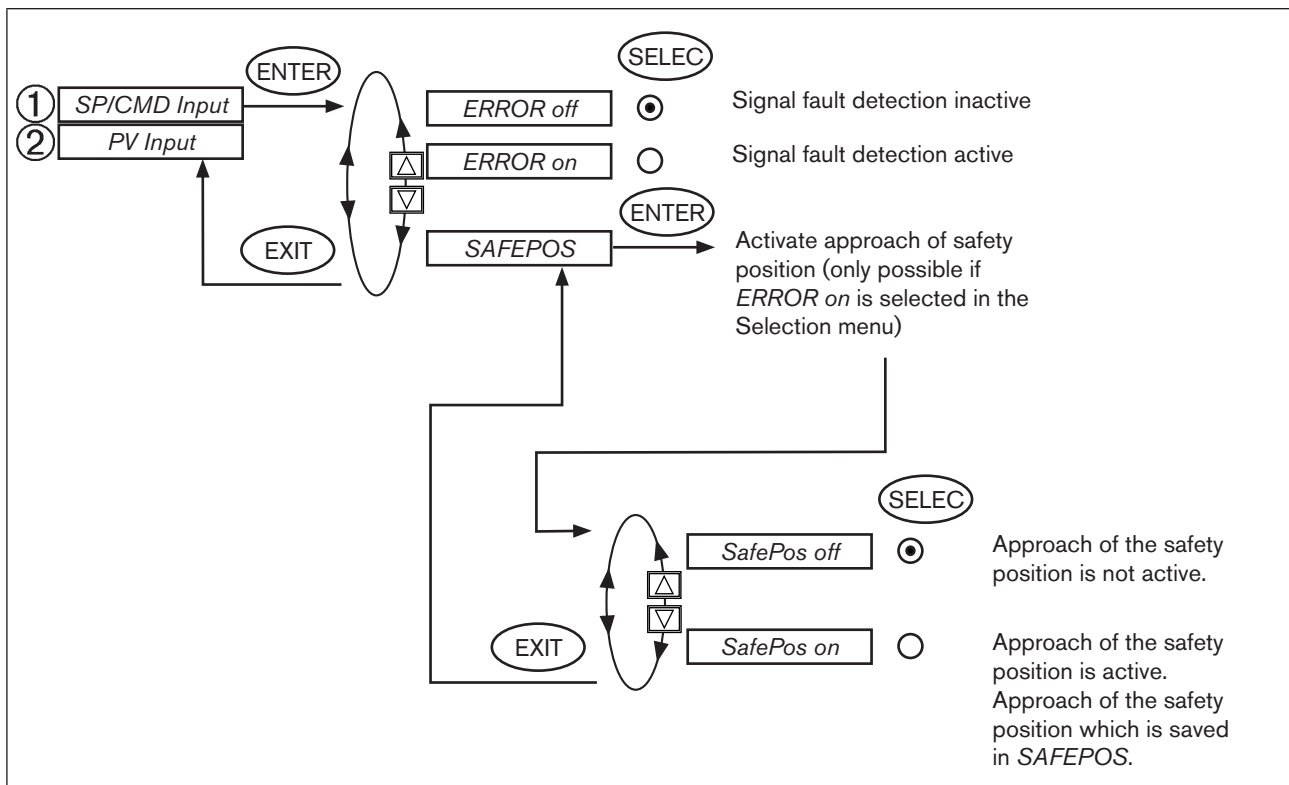 SELEC
ENTER
① SP/CMD Input
ERROR off
Signal fault detection inactive
② PV Input
ERROR on
Signal fault detection active
ENTER
EXIT
SAFEPOS
Activate approach of safety
position (only possible if
ERROR on is selected in the
Selection menu)
SELEC
SafePos off
Approach of the safety
position is not active.
EXIT
SafePos on
Approach of the safety
position is active.
Approach of the safety
position which is saved
in SAFEPOS.